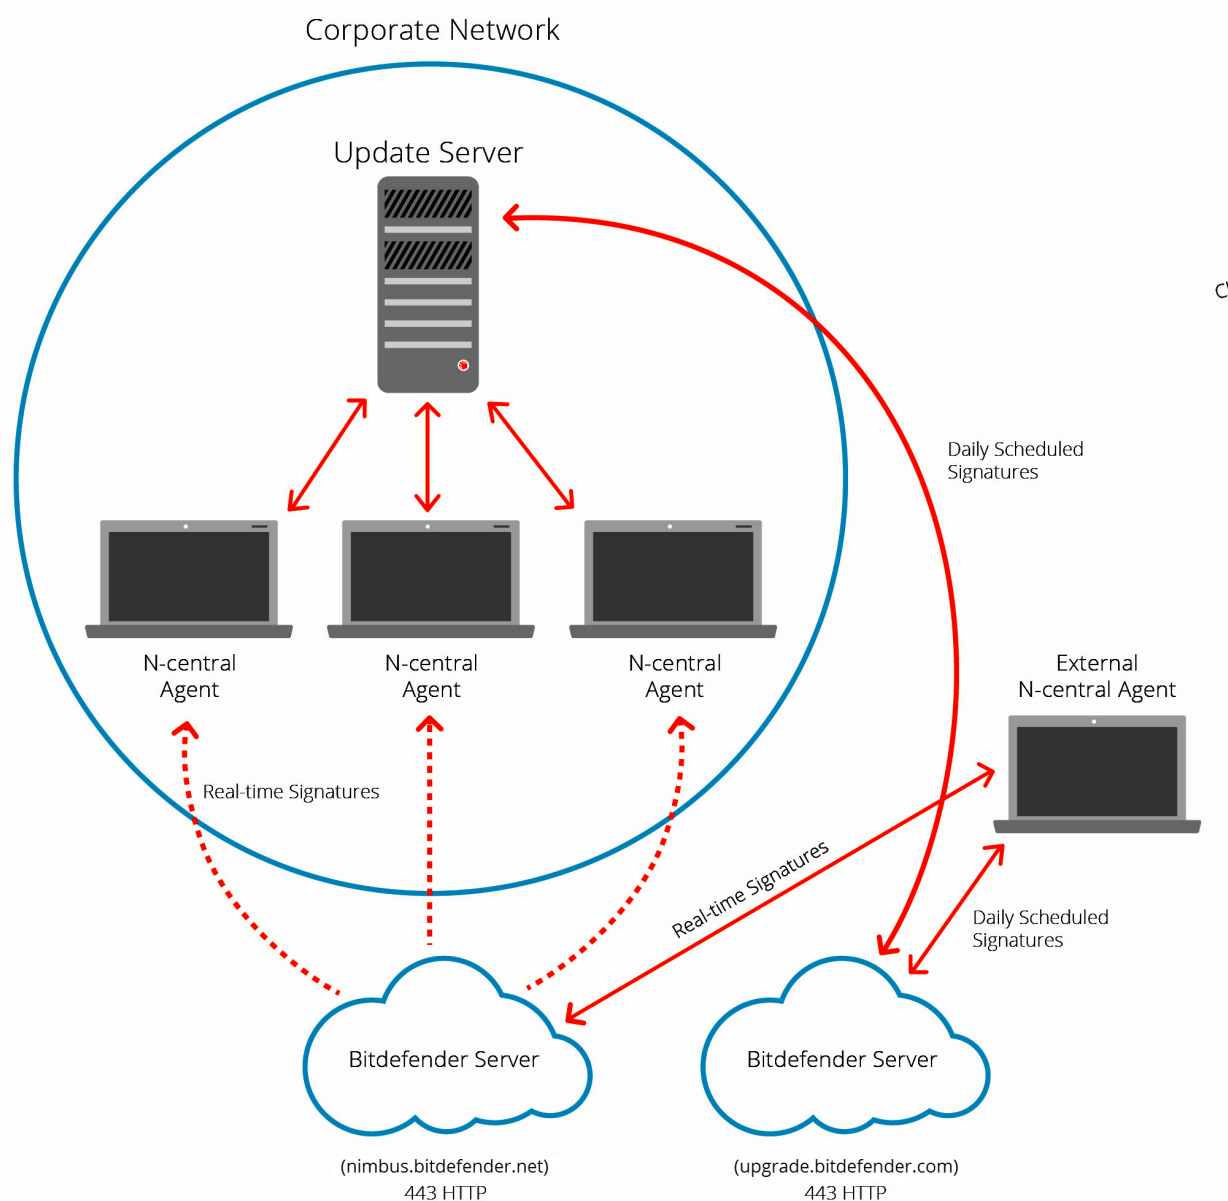 Corporate Network
Update Server
Daily Scheduled
Signatures
N-central
Agent
N-central
Agent
N-central
Agent
External
N-central Agent
Real-time Signatures
Real-time Signatures
Daily Scheduled
Signatures
Bitdefender Server
Bitdefender Server
(nimbus.bitdefender.net)
443 HTTP
(upgrade.bitdefender.com)
443 HTTP